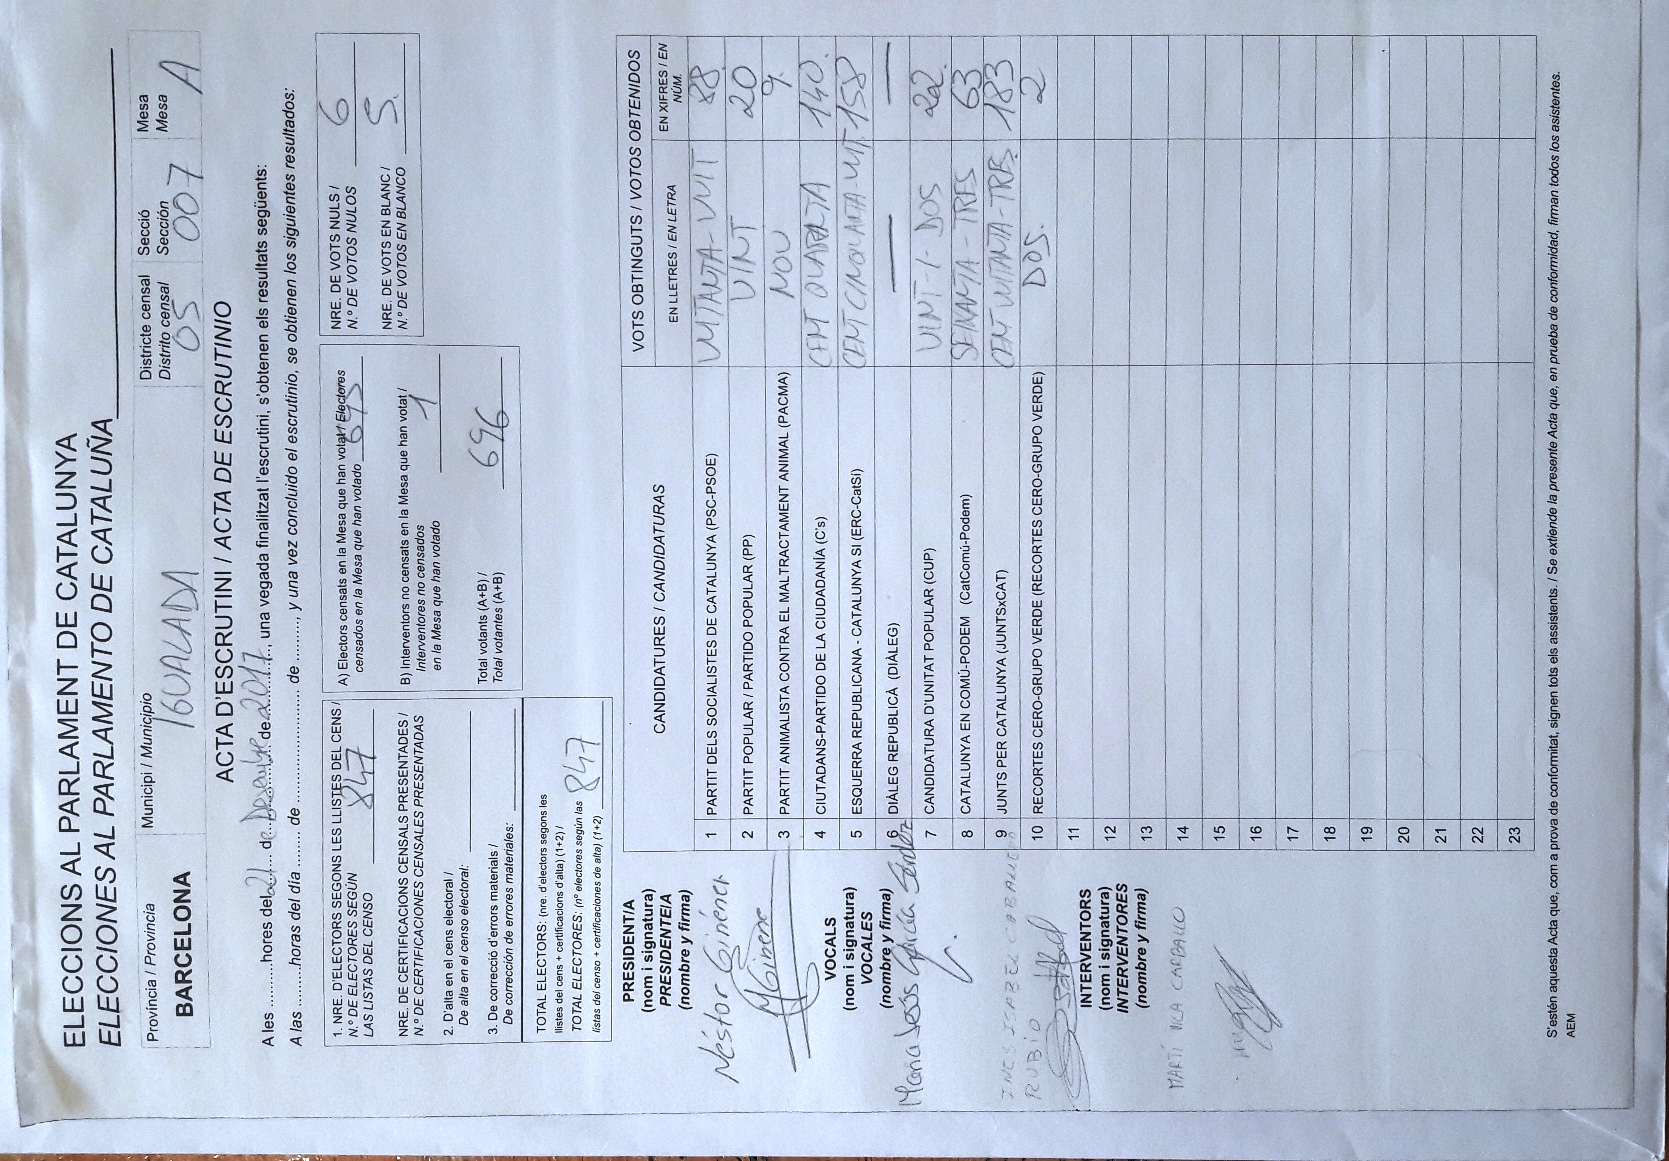 ELECCIONS AL PARLAMENT DE CATALUNYA
ELECCIONES AL PARLAMENTO DE CATALUÑA
Província / Provincia
BARCELONA
Municipi / Municipio
IGUALADA
Districte censal
Distrito censal
05
Secció
Sección
007
Mesa
Mesa
A
ACTA D'ESCRUTINI / ACTA DE ESCRUTINIO
A les ..........hores del 21 de Desembre de 2017, una vegada finalitzat l'escrutini, s'obtenen els resultats següents:
A las .........horas del día ........ de ....................... de ........., y una vez concluido el escrutinio, se obtienen los siguientes resultados:
1. NRE. D'ELECTORS SEGONS LES LLISTES DEL CENS /
N.º DE ELECTORES SEGÚN
LAS LISTAS DEL CENSO 847
NRE. DE CERTIFICACIONS CENSALS PRESENTADES /
N.º DE CERTIFICACIONES CENSALES PRESENTADAS
2. D'alta en el cens electoral /
De alta en el censo electoral:
3. De correcció d'errors materials /
De corrección de errores materiales:
TOTAL ELECTORS: (nre. d'electors segons les
llistes del cens + certificacions d'alta) (1+2) /
TOTAL ELECTORES: (nº electores según las
listas del censo + certificaciones de alta) (1+2) 847
A) Electors censats en la Mesa que han votat / Electores
censados en la Mesa que han votado 695
B) Interventors no censats en la Mesa que han votat /
Interventores no censados
en la Mesa que han votado 1
Total votants (A+B) /
Total votantes (A+B) 696
NRE. DE VOTS NULS /
N.º DE VOTOS NULOS 6
NRE. DE VOTS EN BLANC /
N.º DE VOTOS EN BLANCO 5.
PRESIDENT/A
(nom i signatura)
PRESIDENTE/A
(nombre y firma)
Néstor Giménez
VOCALS
(nom i signatura)
VOCALES
(nombre y firma)
Maria Jesús García Sández
INES ISABEL CABALLERO
RUBIO
INTERVENTORS
(nom i signatura)
INTERVENTORES
(nombre y firma)
MARTÍ VILA CARBALLO
CANDIDATURES / CANDIDATURAS
VOTS OBTINGUTS / VOTOS OBTENIDOS
EN LLETRES / EN LETRA
EN XIFRES / EN
NÚM.
1 PARTIT DELS SOCIALISTES DE CATALUNYA (PSC-PSOE) VUITANTA-VUIT 88
2 PARTIT POPULAR / PARTIDO POPULAR (PP) VINT 20
3 PARTIT ANIMALISTA CONTRA EL MALTRACTAMENT ANIMAL (PACMA) NOU 9.
4 CIUTADANS-PARTIDO DE LA CIUDADANÍA (C's) CENT QUARANTA 140.
5 ESQUERRA REPUBLICANA - CATALUNYA SI (ERC-CatSí) CENT CINQUANTA-VUIT 158
6 DIÀLEG REPUBLICÀ (DIÀLEG) — —
7 CANDIDATURA D'UNITAT POPULAR (CUP) VINT-I-DOS 22.
8 CATALUNYA EN COMÚ-PODEM (CatComú-Podem) SEIXANTA-TRES 63
9 JUNTS PER CATALUNYA (JUNTSxCAT) CENT VUITANTA-TRES 183
10 RECORTES CERO-GRUPO VERDE (RECORTES CERO-GRUPO VERDE) DOS. 2
11
12
13
14
15
16
17
18
19
20
21
22
23
S'estén aquesta Acta que, com a prova de conformitat, signen tots els assistents. / Se extiende la presente Acta que, en prueba de conformidad, firman todos los asistentes.
AEM